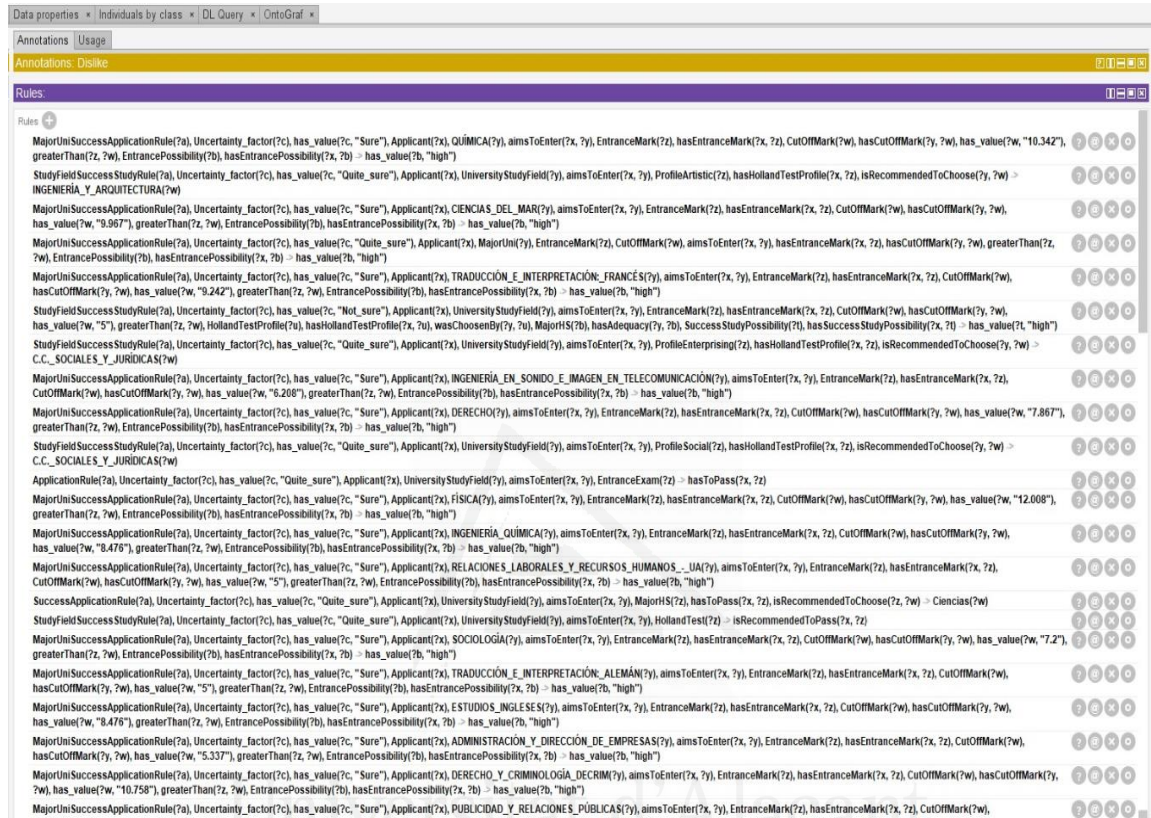 Data properties × Individuals by class × DL Query × OntoGraf ×
Annotations Usage
Annotations: Dislike
Rules:
Rules
MajorUniSuccessApplicationRule(?a), Uncertainty_factor(?c), has_value(?c, "Sure"), Applicant(?x), QUÍMICA(?y), aimsToEnter(?x, ?y), EntranceMark(?z), hasEntranceMark(?x, ?z), CutOffMark(?w), hasCutOffMark(?y, ?w), has_value(?w, "10.342"),
greaterThan(?z, ?w), EntrancePossibility(?b), hasEntrancePossibility(?x, ?b) -> has_value(?b, "high")
StudyFieldSuccessStudyRule(?a), Uncertainty_factor(?c), has_value(?c, "Quite_sure"), Applicant(?x), UniversityStudyField(?y), aimsToEnter(?x, ?y), ProfileArtistic(?z), hasHollandTestProfile(?x, ?z), isRecommendedToChoose(?y, ?w) ->
INGENIERÍA_Y_ARQUITECTURA(?w)
MajorUniSuccessApplicationRule(?a), Uncertainty_factor(?c), has_value(?c, "Sure"), Applicant(?x), CIENCIAS_DEL_MAR(?y), aimsToEnter(?x, ?y), EntranceMark(?z), hasEntranceMark(?x, ?z), CutOffMark(?w), hasCutOffMark(?y, ?w),
has_value(?w, "9.967"), greaterThan(?z, ?w), EntrancePossibility(?b), hasEntrancePossibility(?x, ?b) -> has_value(?b, "high")
MajorUniSuccessApplicationRule(?a), Uncertainty_factor(?c), has_value(?c, "Quite_sure"), Applicant(?x), MajorUni(?y), EntranceMark(?z), CutOffMark(?w), aimsToEnter(?x, ?y), hasEntranceMark(?x, ?z), hasCutOffMark(?y, ?w), greaterThan(?z,
?w), EntrancePossibility(?b), hasEntrancePossibility(?x, ?b) -> has_value(?b, "high")
MajorUniSuccessApplicationRule(?a), Uncertainty_factor(?c), has_value(?c, "Sure"), Applicant(?x), TRADUCCIÓN_E_INTERPRETACIÓN:_FRANCÉS(?y), aimsToEnter(?x, ?y), EntranceMark(?z), hasEntranceMark(?x, ?z), CutOffMark(?w),
hasCutOffMark(?y, ?w), has_value(?w, "9.242"), greaterThan(?z, ?w), EntrancePossibility(?b), hasEntrancePossibility(?x, ?b) -> has_value(?b, "high")
StudyFieldSuccessStudyRule(?a), Uncertainty_factor(?c), has_value(?c, "Not_sure"), Applicant(?x), UniversityStudyField(?y), aimsToEnter(?x, ?y), EntranceMark(?z), hasEntranceMark(?x, ?z), CutOffMark(?w), hasCutOffMark(?y, ?w),
has_value(?w, "5"), greaterThan(?z, ?w), HollandTestProfile(?u), hasHollandTestProfile(?x, ?u), wasChoosenBy(?y, ?u), MajorHS(?b), hasAdequacy(?y, ?b), SuccessStudyPossibility(?t), hasSuccessStudyPossibility(?x, ?t) -> has_value(?t, "high")
StudyFieldSuccessStudyRule(?a), Uncertainty_factor(?c), has_value(?c, "Quite_sure"), Applicant(?x), UniversityStudyField(?y), aimsToEnter(?x, ?y), ProfileEnterprising(?z), hasHollandTestProfile(?x, ?z), isRecommendedToChoose(?y, ?w) ->
C.C._SOCIALES_Y_JURÍDICAS(?w)
MajorUniSuccessApplicationRule(?a), Uncertainty_factor(?c), has_value(?c, "Sure"), Applicant(?x), INGENIERÍA_EN_SONIDO_E_IMAGEN_EN_TELECOMUNICACIÓN(?y), aimsToEnter(?x, ?y), EntranceMark(?z), hasEntranceMark(?x, ?z),
CutOffMark(?w), hasCutOffMark(?y, ?w), has_value(?w, "6.208"), greaterThan(?z, ?w), EntrancePossibility(?b), hasEntrancePossibility(?x, ?b) -> has_value(?b, "high")
MajorUniSuccessApplicationRule(?a), Uncertainty_factor(?c), has_value(?c, "Sure"), Applicant(?x), DERECHO(?y), aimsToEnter(?x, ?y), EntranceMark(?z), hasEntranceMark(?x, ?z), CutOffMark(?w), hasCutOffMark(?y, ?w), has_value(?w, "7.867"),
greaterThan(?z, ?w), EntrancePossibility(?b), hasEntrancePossibility(?x, ?b) -> has_value(?b, "high")
StudyFieldSuccessStudyRule(?a), Uncertainty_factor(?c), has_value(?c, "Quite_sure"), Applicant(?x), UniversityStudyField(?y), aimsToEnter(?x, ?y), ProfileSocial(?z), hasHollandTestProfile(?x, ?z), isRecommendedToChoose(?y, ?w) ->
C.C._SOCIALES_Y_JURÍDICAS(?w)
ApplicationRule(?a), Uncertainty_factor(?c), has_value(?c, "Quite_sure"), Applicant(?x), UniversityStudyField(?y), aimsToEnter(?x, ?y), EntranceExam(?z) -> hasToPass(?x, ?z)
MajorUniSuccessApplicationRule(?a), Uncertainty_factor(?c), has_value(?c, "Sure"), Applicant(?x), FÍSICA(?y), aimsToEnter(?x, ?y), EntranceMark(?z), hasEntranceMark(?x, ?z), CutOffMark(?w), hasCutOffMark(?y, ?w), has_value(?w, "12.008"),
greaterThan(?z, ?w), EntrancePossibility(?b), hasEntrancePossibility(?x, ?b) -> has_value(?b, "high")
MajorUniSuccessApplicationRule(?a), Uncertainty_factor(?c), has_value(?c, "Sure"), Applicant(?x), INGENIERÍA_QUÍMICA(?y), aimsToEnter(?x, ?y), EntranceMark(?z), hasEntranceMark(?x, ?z), CutOffMark(?w), hasCutOffMark(?y, ?w),
has_value(?w, "8.476"), greaterThan(?z, ?w), EntrancePossibility(?b), hasEntrancePossibility(?x, ?b) -> has_value(?b, "high")
MajorUniSuccessApplicationRule(?a), Uncertainty_factor(?c), has_value(?c, "Sure"), Applicant(?x), RELACIONES_LABORALES_Y_RECURSOS_HUMANOS_-_UA(?y), aimsToEnter(?x, ?y), EntranceMark(?z), hasEntranceMark(?x, ?z),
CutOffMark(?w), hasCutOffMark(?y, ?w), has_value(?w, "5"), greaterThan(?z, ?w), EntrancePossibility(?b), hasEntrancePossibility(?x, ?b) -> has_value(?b, "high")
SuccessApplicationRule(?a), Uncertainty_factor(?c), has_value(?c, "Quite_sure"), Applicant(?x), UniversityStudyField(?y), aimsToEnter(?x, ?y), MajorHS(?z), hasToPass(?x, ?z), isRecommendedToChoose(?z, ?w) -> Ciencias(?w)
StudyFieldSuccessStudyRule(?a), Uncertainty_factor(?c), has_value(?c, "Quite_sure"), Applicant(?x), UniversityStudyField(?y), aimsToEnter(?x, ?y), HollandTest(?z) -> isRecommendedToPass(?x, ?z)
MajorUniSuccessApplicationRule(?a), Uncertainty_factor(?c), has_value(?c, "Sure"), Applicant(?x), SOCIOLOGÍA(?y), aimsToEnter(?x, ?y), EntranceMark(?z), hasEntranceMark(?x, ?z), CutOffMark(?w), hasCutOffMark(?y, ?w), has_value(?w, "7.2"),
greaterThan(?z, ?w), EntrancePossibility(?b), hasEntrancePossibility(?x, ?b) -> has_value(?b, "high")
MajorUniSuccessApplicationRule(?a), Uncertainty_factor(?c), has_value(?c, "Sure"), Applicant(?x), TRADUCCIÓN_E_INTERPRETACIÓN:_ALEMÁN(?y), aimsToEnter(?x, ?y), EntranceMark(?z), hasEntranceMark(?x, ?z), CutOffMark(?w),
hasCutOffMark(?y, ?w), has_value(?w, "5"), greaterThan(?z, ?w), EntrancePossibility(?b), hasEntrancePossibility(?x, ?b) -> has_value(?b, "high")
MajorUniSuccessApplicationRule(?a), Uncertainty_factor(?c), has_value(?c, "Sure"), Applicant(?x), ESTUDIOS_INGLESES(?y), aimsToEnter(?x, ?y), EntranceMark(?z), hasEntranceMark(?x, ?z), CutOffMark(?w), hasCutOffMark(?y, ?w),
has_value(?w, "8.476"), greaterThan(?z, ?w), EntrancePossibility(?b), hasEntrancePossibility(?x, ?b) -> has_value(?b, "high")
MajorUniSuccessApplicationRule(?a), Uncertainty_factor(?c), has_value(?c, "Sure"), Applicant(?x), ADMINISTRACIÓN_Y_DIRECCIÓN_DE_EMPRESAS(?y), aimsToEnter(?x, ?y), EntranceMark(?z), hasEntranceMark(?x, ?z), CutOffMark(?w),
hasCutOffMark(?y, ?w), has_value(?w, "5.337"), greaterThan(?z, ?w), EntrancePossibility(?b), hasEntrancePossibility(?x, ?b) -> has_value(?b, "high")
MajorUniSuccessApplicationRule(?a), Uncertainty_factor(?c), has_value(?c, "Sure"), Applicant(?x), DERECHO_Y_CRIMINOLOGÍA_DECRIM(?y), aimsToEnter(?x, ?y), EntranceMark(?z), hasEntranceMark(?x, ?z), CutOffMark(?w), hasCutOffMark(?y,
?w), has_value(?w, "10.758"), greaterThan(?z, ?w), EntrancePossibility(?b), hasEntrancePossibility(?x, ?b) -> has_value(?b, "high")
MajorUniSuccessApplicationRule(?a), Uncertainty_factor(?c), has_value(?c, "Sure"), Applicant(?x), PUBLICIDAD_Y_RELACIONES_PÚBLICAS(?y), aimsToEnter(?x, ?y), EntranceMark(?z), hasEntranceMark(?x, ?z), CutOffMark(?w),